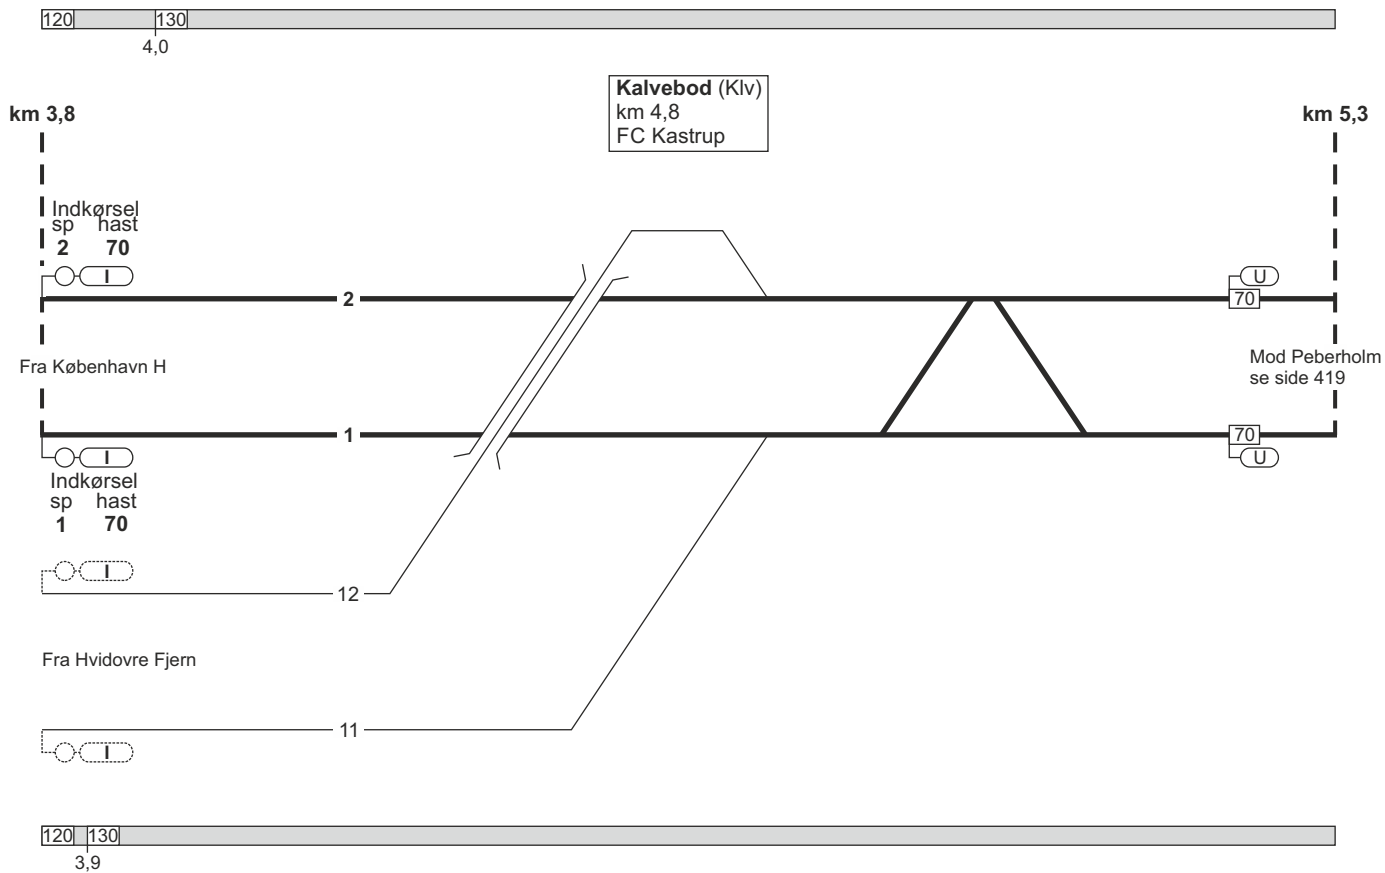 120 130
4,0
Kalvebod (Klv)
km 4,8
FC Kastrup
km 3,8
km 5,3
Indkørsel
sp hast
2 70
I
U
2
70
Fra København H
Mod Peberholm
se side 419
1
70
I
U
Indkørsel
sp hast
1 70
I
12
Fra Hvidovre Fjern
11
I
120 130
3,9